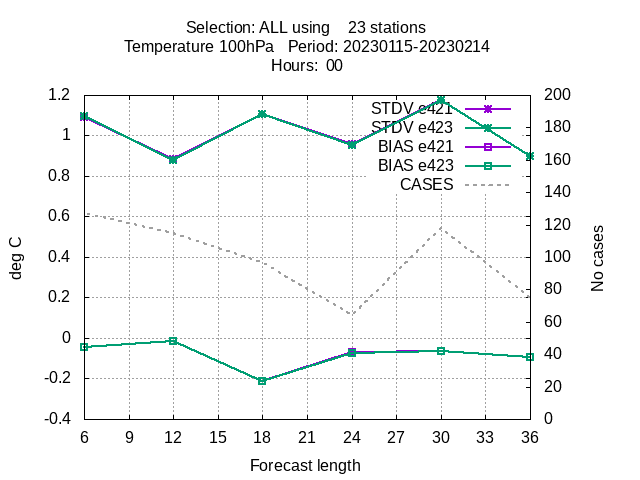 Selection: ALL using 23 stations
Temperature 100hPa Period: 20230115-20230214
Hours: 00
STDV e421
STDV e423
BIAS e421
BIAS e423
CASES
1.2
1
0.8
0.6
0.4
0.2
0
-0.2
-0.4
deg C
200
180
160
140
120
100
80
60
40
20
0
No cases
6 9 12 15 18 21 24 27 30 33 36
Forecast length